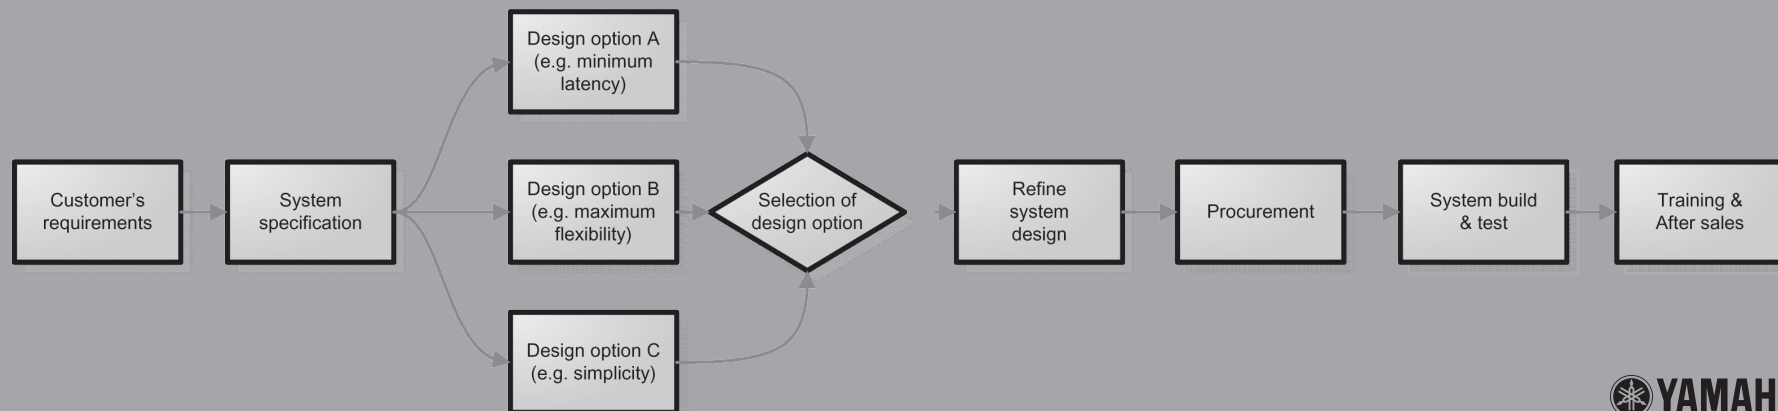 Customer's
requirements
System
specification
Design option A
(e.g. minimum
latency)
Design option B
(e.g. maximum
flexibility)
Design option C
(e.g. simplicity)
Selection of
design option
Refine
system
design
Procurement
System build
& test
Training &
After sales
YAMAH